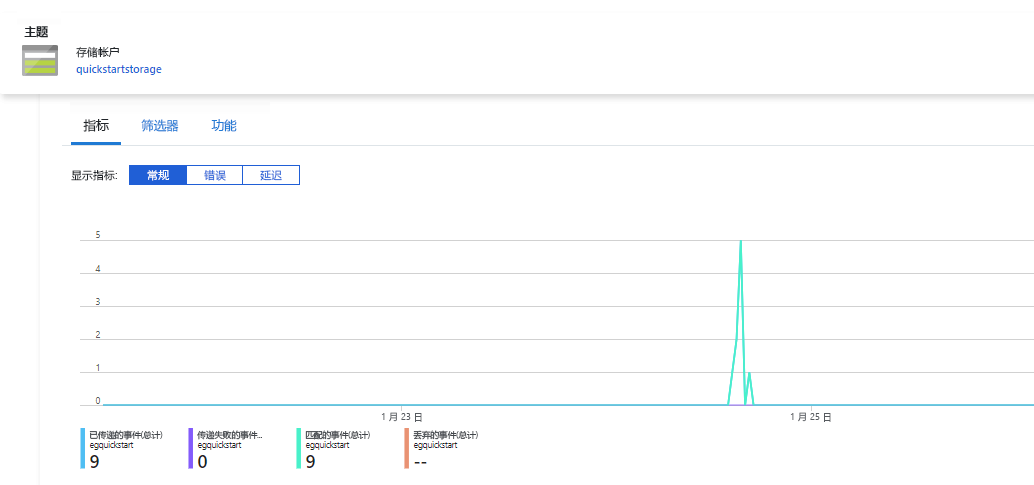 主题
存储帐户
quickstartstorage
指标 筛选器 功能
显示指标: 常规 错误 延迟
5
4
3
2
1
0
1 月 23 日 1 月 25 日
已传递的事件(总计) 传递失败的事件... 匹配的事件(总计) 丢弃的事件(总计)
egquickstart egquickstart egquickstart egquickstart
9 0 9 --